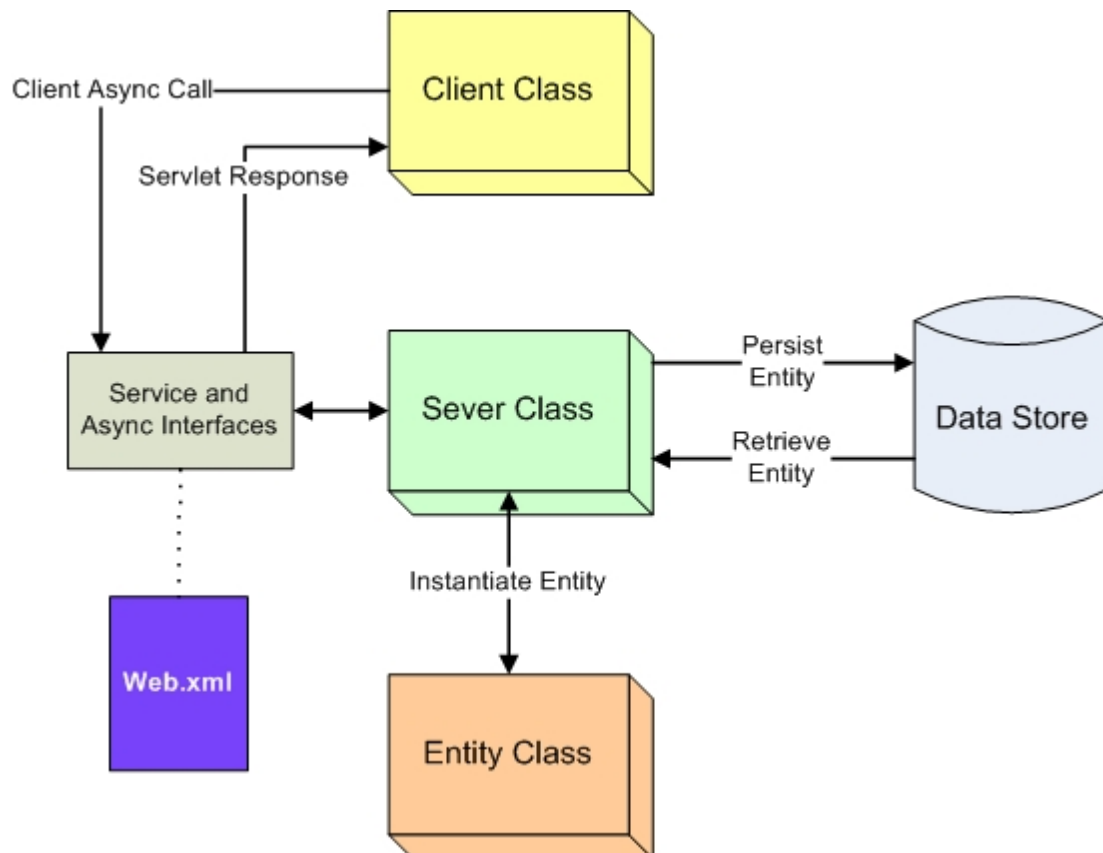 Client Async Call
Client Class
Servlet Response
Service and
Async Interfaces
Sever Class
Persist
Entity
Retrieve
Entity
Data Store
Instantiate Entity
Web.xml
Entity Class